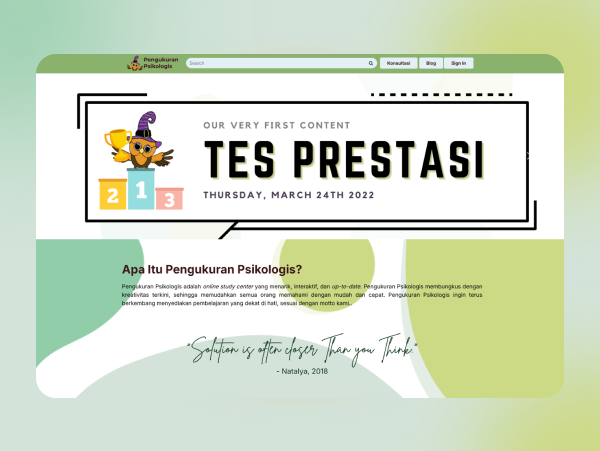 Pengukuran
Psikologis
Search
Konsultasi
Blog
Sign In
OUR VERY FIRST CONTENT
TES PRESTASI
THURSDAY, MARCH 24TH 2022
2 1 3
Apa Itu Pengukuran Psikologis?
Pengukuran Psikologis adalah online study center yang menarik, interaktif, dan up-to-date. Pengukuran Psikologis membungkus dengan
kreativitas terkini, sehingga memudahkan semua orang memahami dengan mudah dan cepat. Pengukuran Psikologis ingin terus
berkembang menyediakan pembelajaran yang dekat di hati, sesuai dengan motto kami..
"Solution is often closer Than you Think."
- Natalya, 2018